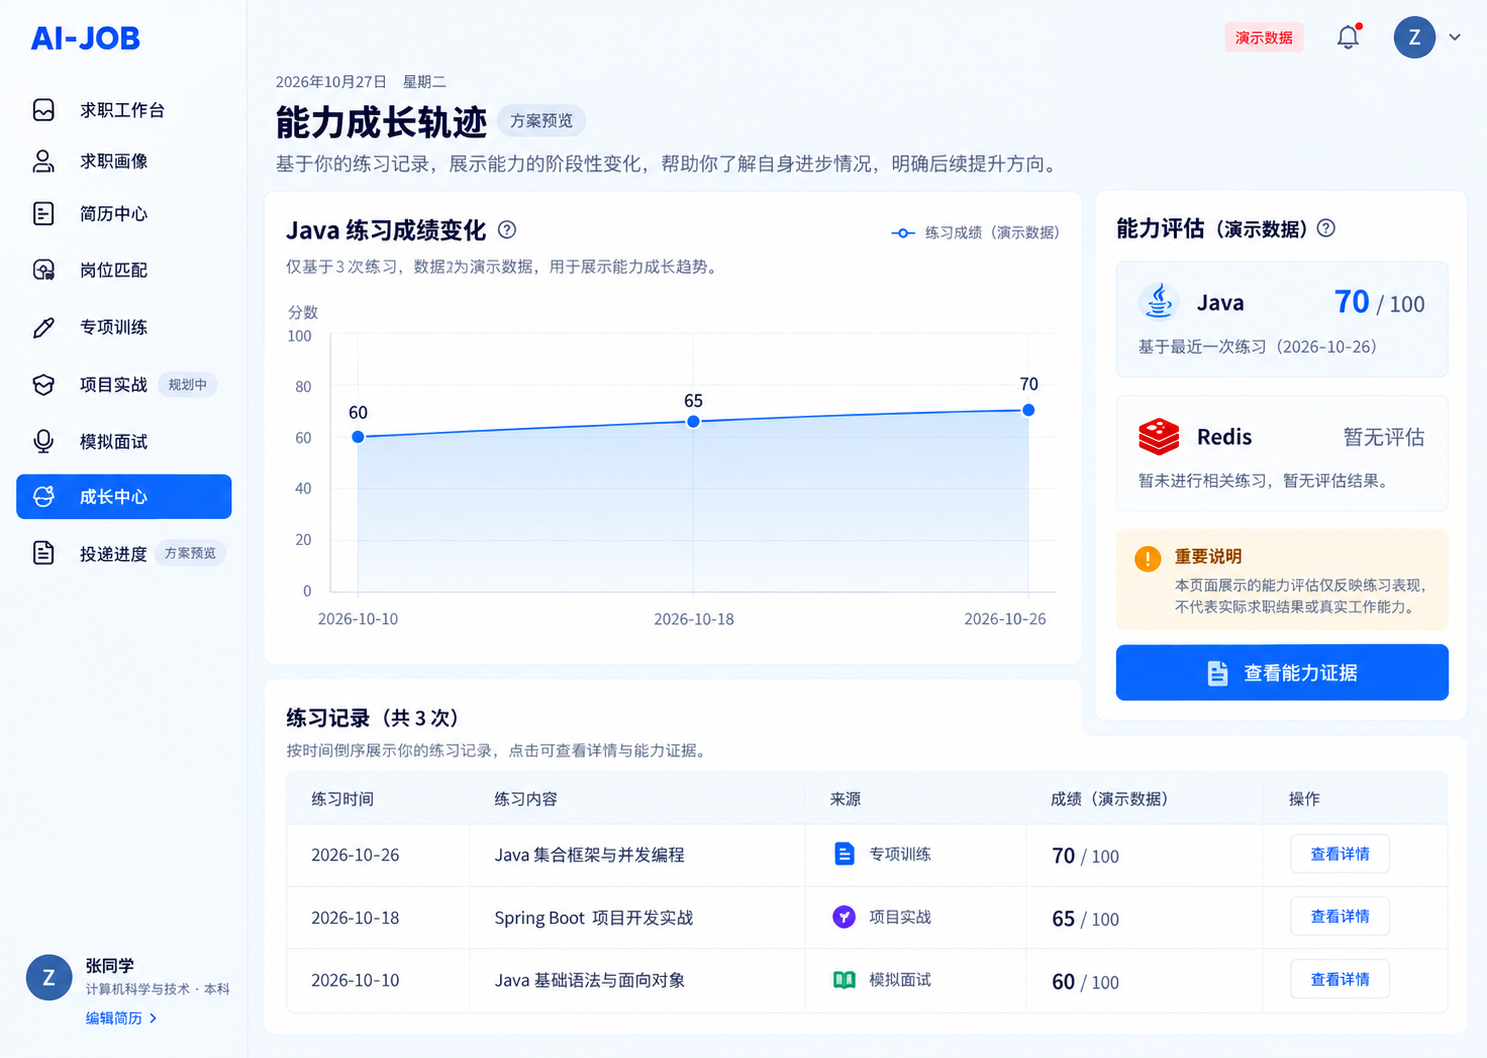 AI-JOB
求职工作台
求职画像
简历中心
岗位匹配
专项训练
项目实战 规划中
模拟面试
成长中心
投递进度 方案预览
Z
张同学
计算机科学与技术 · 本科
编辑简历
演示数据
Z
2026年10月27日 星期二
能力成长轨迹 方案预览
基于你的练习记录，展示能力的阶段性变化，帮助你了解自身进步情况，明确后续提升方向。
Java 练习成绩变化
练习成绩（演示数据）
仅基于 3 次练习，数据为演示数据，用于展示能力成长趋势。
分数
100
80
60
40
20
0
60
65
70
2026-10-10
2026-10-18
2026-10-26
能力评估（演示数据）
Java 70 / 100
基于最近一次练习（2026-10-26）
Redis 暂无评估
暂未进行相关练习，暂无评估结果。
重要说明
本页面展示的能力评估仅反映练习表现，
不代表实际求职结果或真实工作能力。
查看能力证据
练习记录（共 3 次）
按时间倒序展示你的练习记录，点击可查看详情与能力证据。
练习时间 练习内容 来源 成绩（演示数据） 操作
2026-10-26 Java 集合框架与并发编程 专项训练 70 / 100 查看详情
2026-10-18 Spring Boot 项目开发实战 项目实战 65 / 100 查看详情
2026-10-10 Java 基础语法与面向对象 模拟面试 60 / 100 查看详情